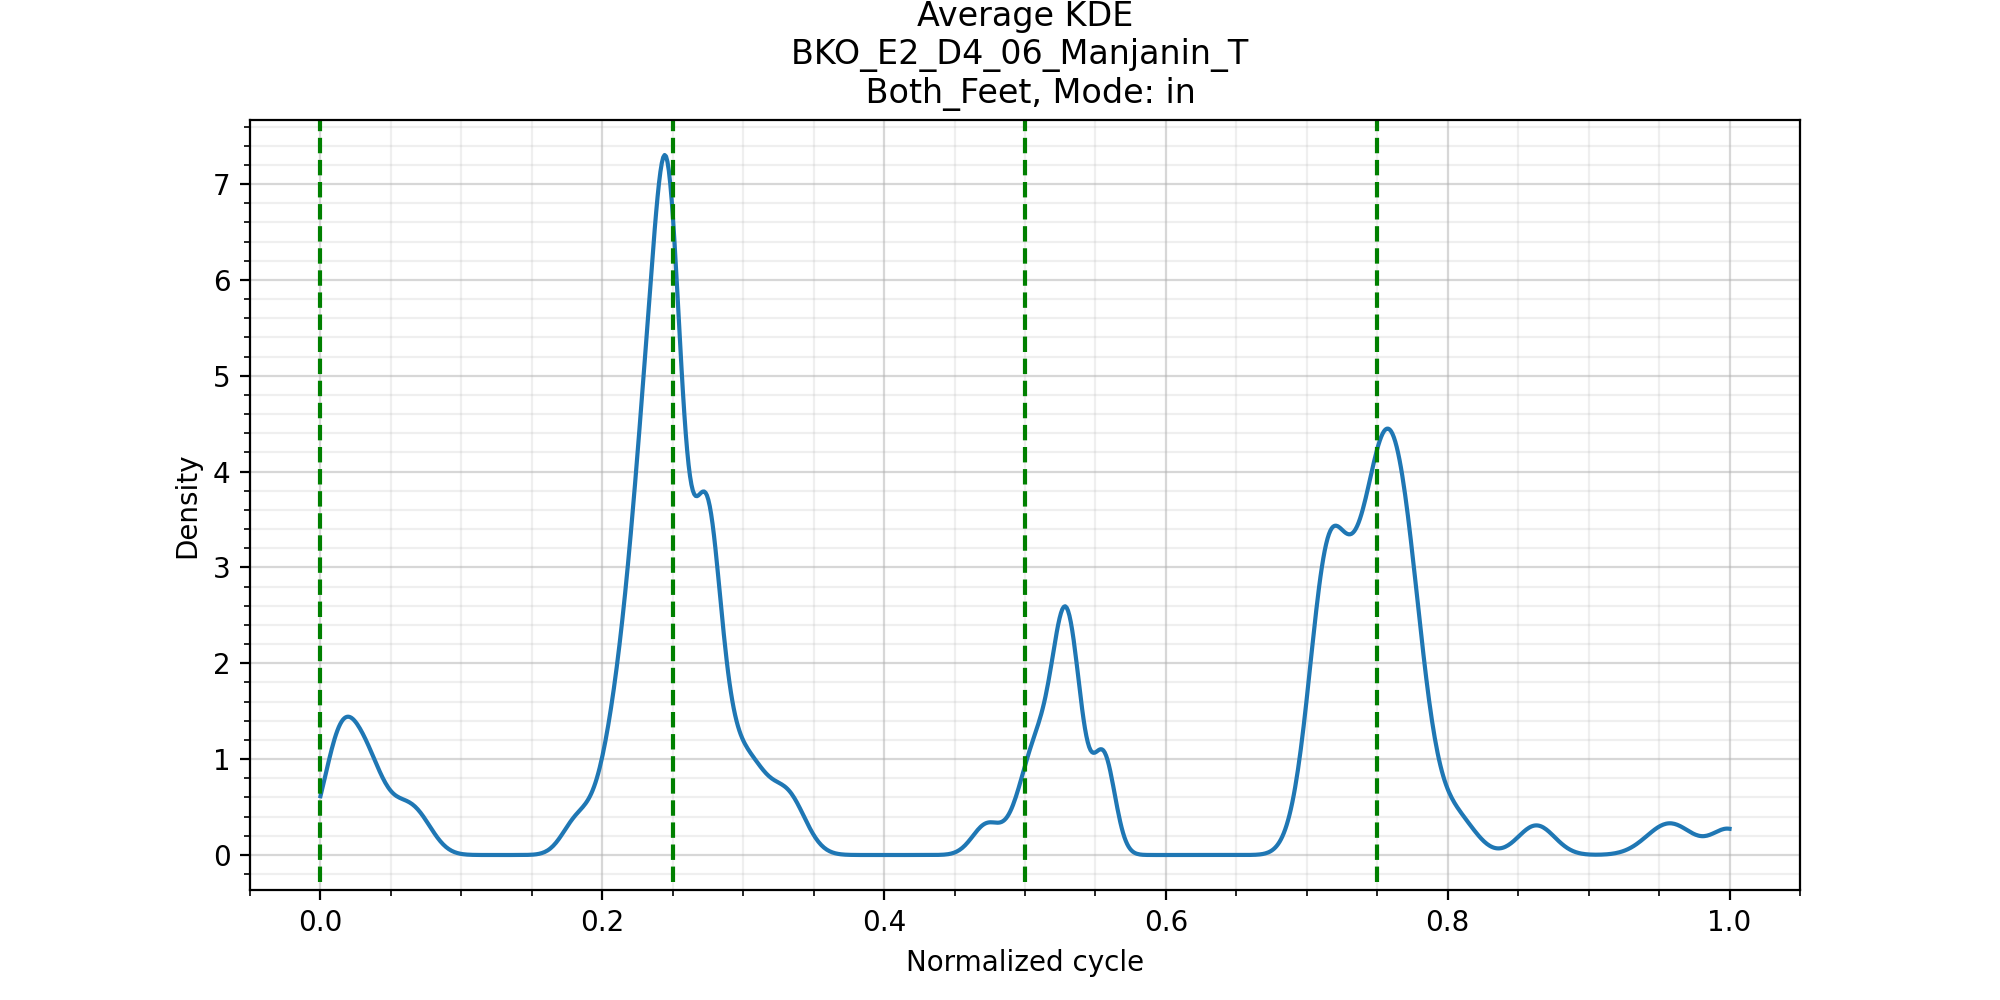 Average KDE
BKO_E2_D4_06_Manjanin_T
Both_Feet, Mode: in
7
6
5
4
3
2
1
0
Density
0.0 0.2 0.4 0.6 0.8 1.0
Normalized cycle